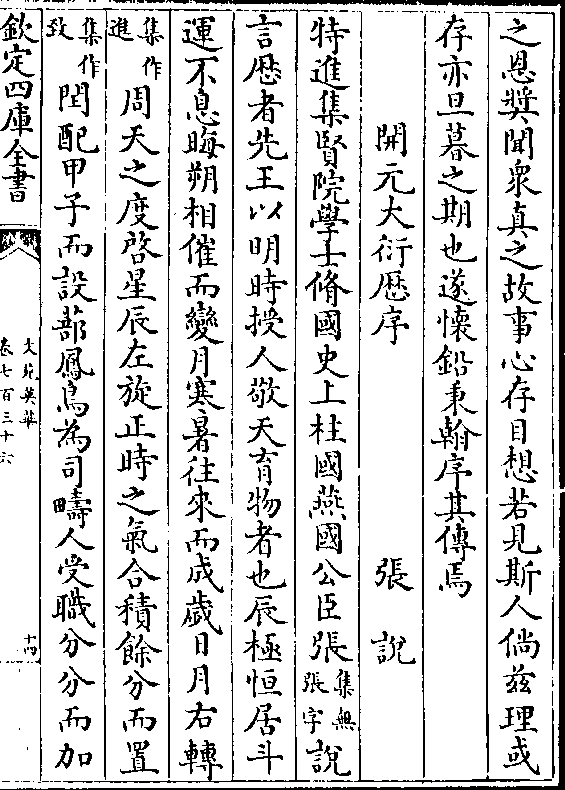 之恩奬聞衆真之故事心存目想若見斯人倘兹理或
存亦旦暮之期也遂懷鉛秉翰序其傳焉
開元大衍歴序 張說
特進集賢院學士脩國史上柱國燕國公臣張集無張字說
言歴者先王以明時授人敬天育物者也辰極恒居斗
運不息晦朔相催而變月寒暑往來而成歲日月右轉
集作進周天之度啓星辰左旋正時之氣合積餘分而置
集作致閏配甲子而設蔀鳳鳥為司疇人受職分分而加
欽定四庫全書
文苑英華
卷七百三十六
十四